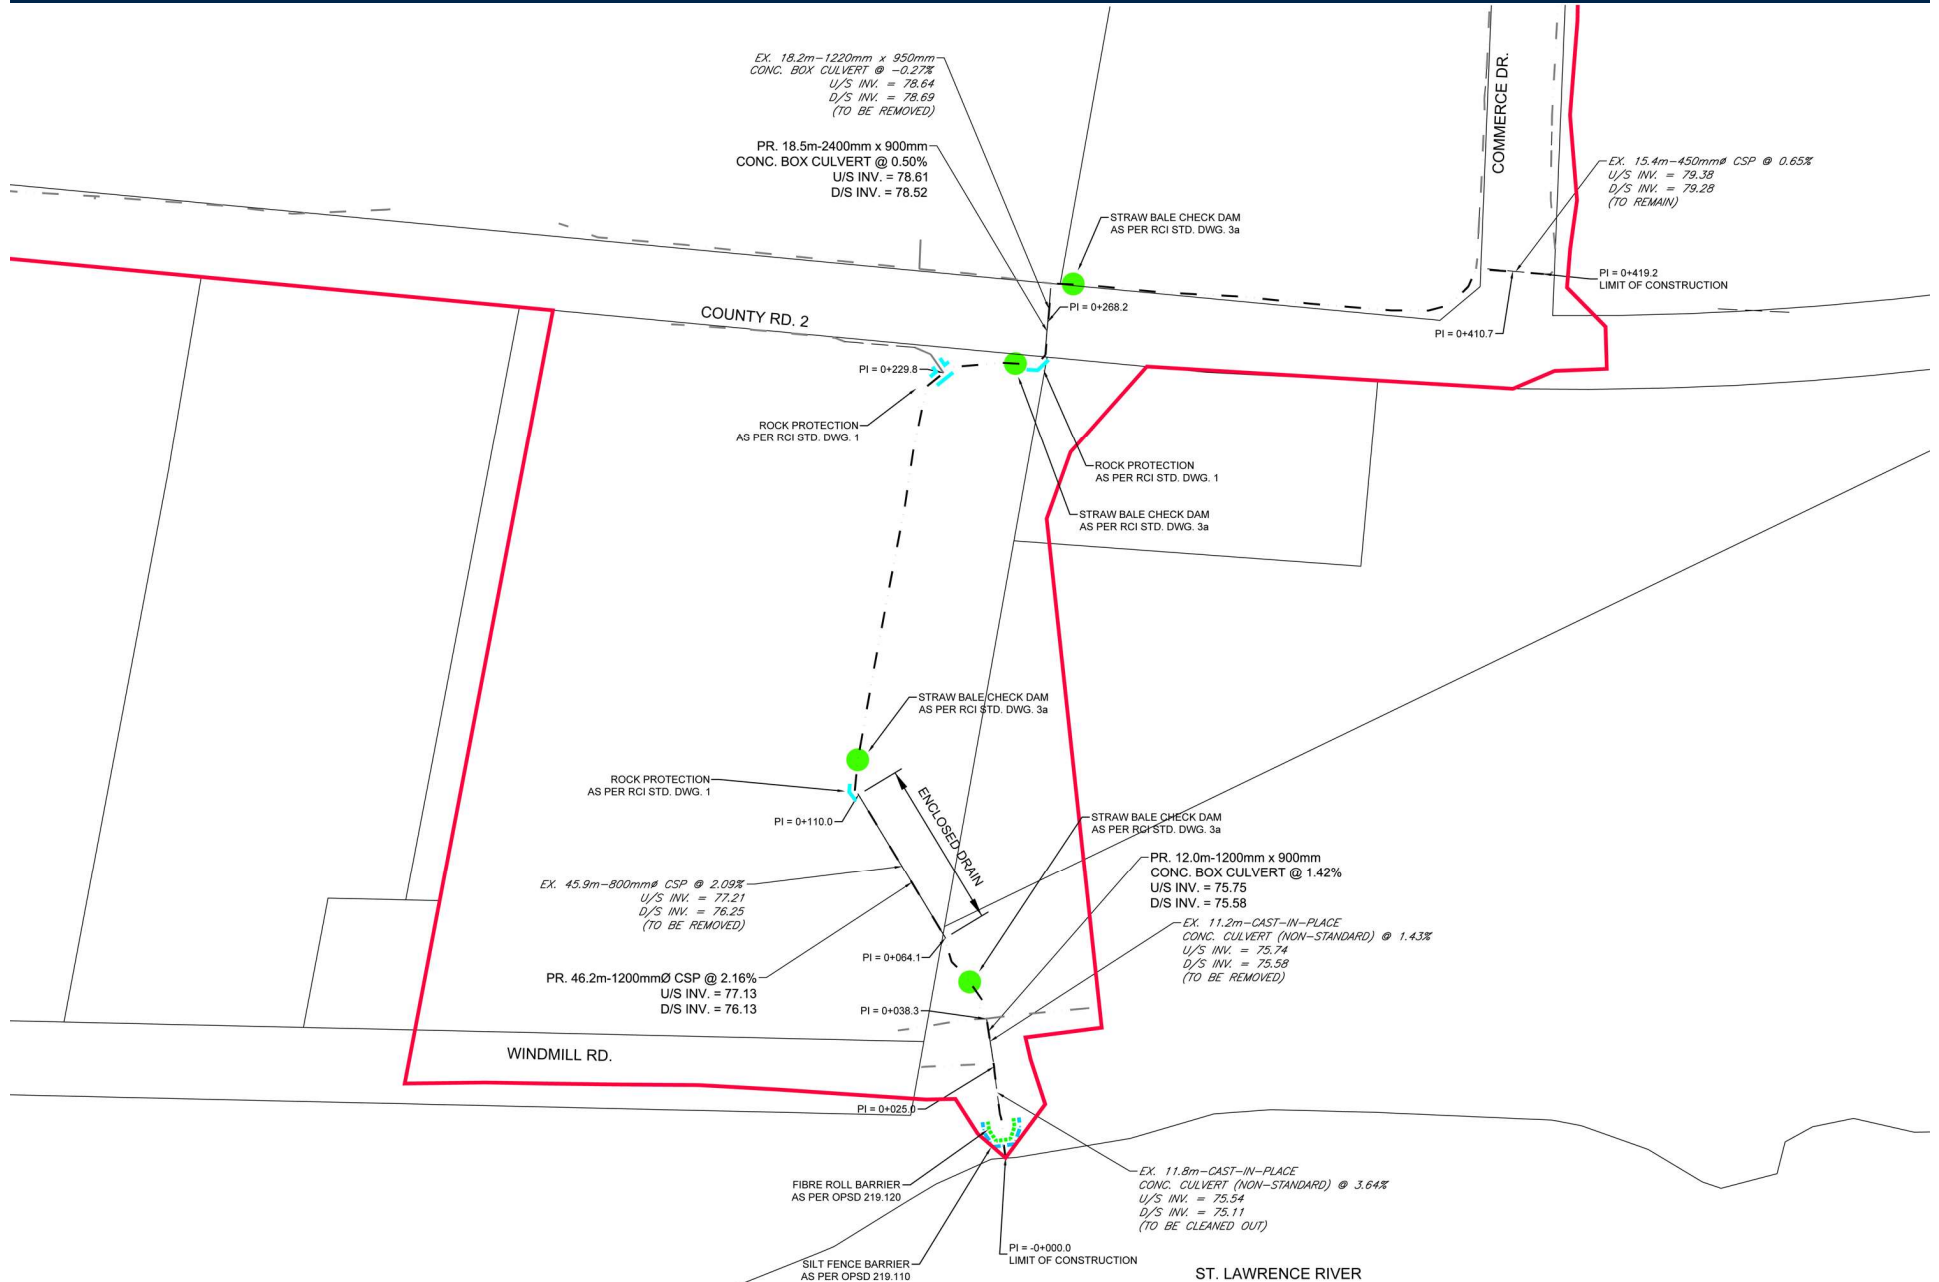 EX. 18.2m-1220mm x 950mm
CONC. BOX CULVERT @ -0.27%
U/S INV. = 78.64
D/S INV. = 78.69
(TO BE REMOVED)
PR. 18.5m-2400mm x 900mm
CONC. BOX CULVERT @ 0.50%
U/S INV. = 78.61
D/S INV. = 78.52
COMMERCE DR.
EX. 15.4m-450mmø CSP @ 0.65%
U/S INV. = 79.38
D/S INV. = 79.28
(TO REMAIN)
STRAW BALE CHECK DAM
AS PER RCI STD. DWG. 3a
PI = 0+419.2
LIMIT OF CONSTRUCTION
COUNTY RD. 2
PI = 0+268.2
PI = 0+410.7
PI = 0+229.8
ROCK PROTECTION
AS PER RCI STD. DWG. 1
ROCK PROTECTION
AS PER RCI STD. DWG. 1
STRAW BALE CHECK DAM
AS PER RCI STD. DWG. 3a
STRAW BALE CHECK DAM
AS PER RCI STD. DWG. 3a
ROCK PROTECTION
AS PER RCI STD. DWG. 1
PI = 0+110.0
ENCLOSED DRAIN
STRAW BALE CHECK DAM
AS PER RCI STD. DWG. 3a
PR. 12.0m-1200mm x 900mm
CONC. BOX CULVERT @ 1.42%
U/S INV. = 75.75
D/S INV. = 75.58
EX. 45.9m-800mmø CSP @ 2.09%
U/S INV. = 77.21
D/S INV. = 76.25
(TO BE REMOVED)
EX. 11.2m-CAST-IN-PLACE
CONC. CULVERT (NON-STANDARD) @ 1.43%
U/S INV. = 75.74
D/S INV. = 75.58
(TO BE REMOVED)
PI = 0+064.1
PR. 46.2m-1200mmØ CSP @ 2.16%
U/S INV. = 77.13
D/S INV. = 76.13
PI = 0+038.3
WINDMILL RD.
PI = 0+025.0
FIBRE ROLL BARRIER
AS PER OPSD 219.120
EX. 11.8m-CAST-IN-PLACE
CONC. CULVERT (NON-STANDARD) @ 3.64%
U/S INV. = 75.54
D/S INV. = 75.11
(TO BE CLEANED OUT)
SILT FENCE BARRIER
AS PER OPSD 219.110
PI = -0+000.0
LIMIT OF CONSTRUCTION
ST. LAWRENCE RIVER